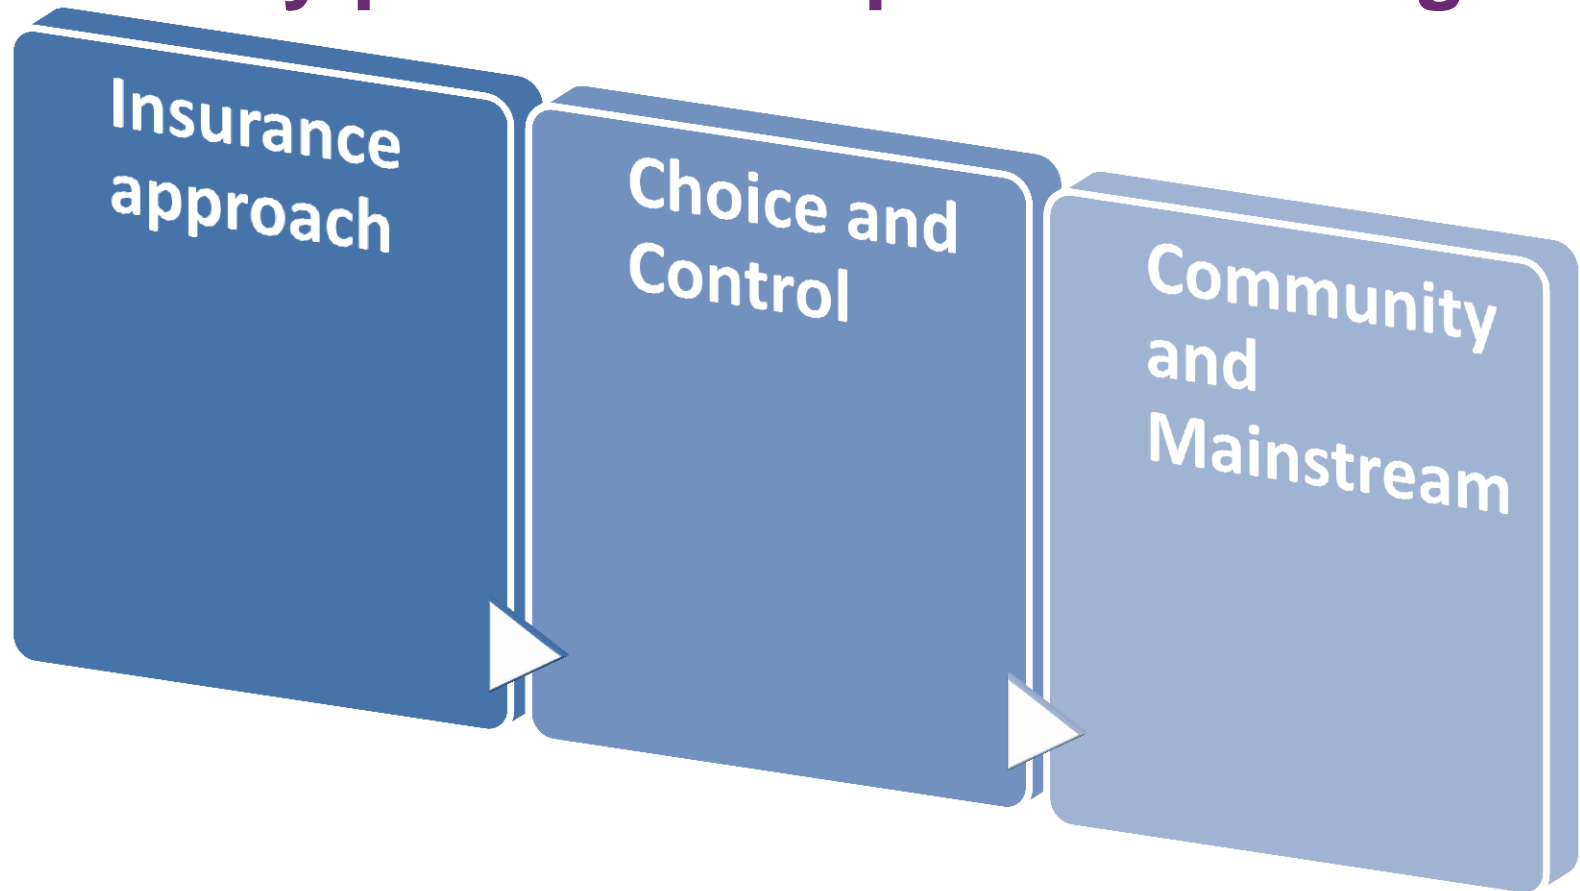 Insurance
approach
Choice and
Control
Community
and
Mainstream